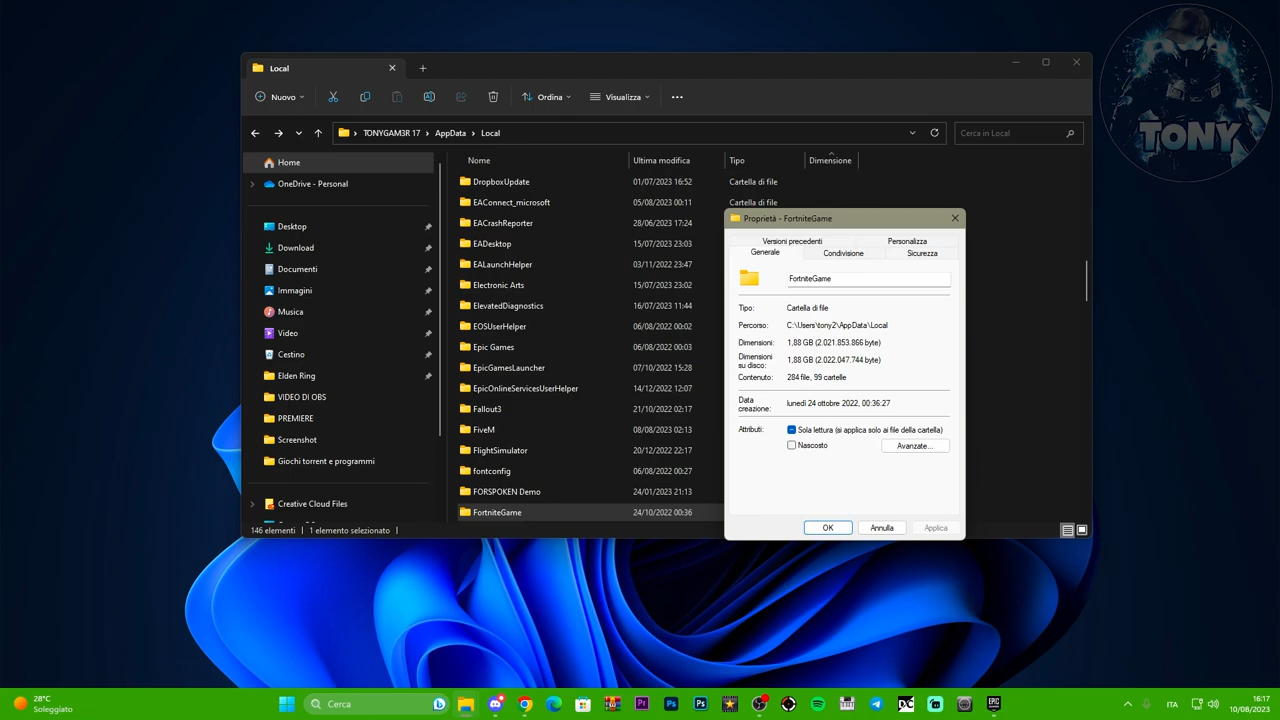 Local
Nuovo
Ordina
Visualizza
TONYGAM3R 17 > AppData > Local
Cerca in Local
Home
OneDrive - Personal
Desktop
Download
Documenti
Immagini
Musica
Video
Cestino
Elden Ring
VIDEO DI OBS
PREMIERE
Screenshot
Giochi torrent e programmi
Creative Cloud Files
Nome Ultima modifica Tipo Dimensione
DropboxUpdate 01/07/2023 16:52 Cartella di file
EAConnect_microsoft 05/08/2023 00:11 Cartella di file
EACrashReporter 28/06/2023 17:24
EADesktop 15/07/2023 23:03
EALaunchHelper 03/11/2022 23:47
Electronic Arts 15/07/2023 23:02
ElevatedDiagnostics 16/07/2023 11:44
EOSUserHelper 06/08/2022 00:02
Epic Games 06/08/2022 00:03
EpicGamesLauncher 07/10/2022 15:28
EpicOnlineServicesUserHelper 14/12/2022 12:07
Fallout3 21/10/2022 02:17
FiveM 08/08/2023 02:13
FlightSimulator 20/12/2022 22:17
fontconfig 06/08/2022 00:27
FORSPOKEN Demo 24/01/2023 21:13
FortniteGame 24/10/2022 00:36
146 elementi 1 elemento selezionato
Proprietà - FortniteGame
Versioni precedenti Personalizza
Generale Condivisione Sicurezza
FortniteGame
Tipo: Cartella di file
Percorso: C:\Users\tony2\AppData\Local
Dimensioni: 1,88 GB (2.021.853.866 byte)
Dimensioni su disco: 1,88 GB (2.022.047.744 byte)
Contenuto: 284 file, 99 cartelle
Data creazione: lunedì 24 ottobre 2022, 00:36:27
Attributi: Sola lettura (si applica solo ai file della cartella)
Nascosto Avanzate...
OK Annulla Applica
TONY
28°C
Soleggiato
Cerca
ITA
16:17
10/08/2023